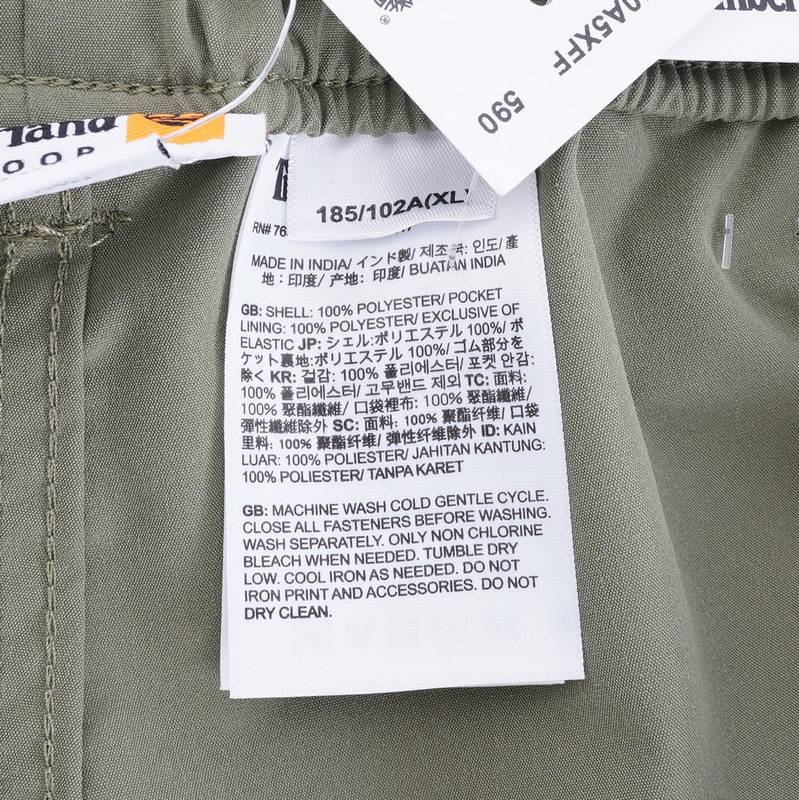 0A5XFF
590
OOR
185/102A(XL)
RN# 76
MADE IN INDIA/ インド製/ 제조국: 인도/ 產
地：印度/ 产地：印度/ BUATAN INDIA
GB: SHELL: 100% POLYESTER/ POCKET
LINING: 100% POLYESTER/ EXCLUSIVE OF
ELASTIC JP: シェル:ポリエステル 100%/ ポ
ケット裏地:ポリエステル 100%/ ゴム部分を
除く KR: 겉감: 100% 폴리에스터/ 포켓 안감:
100% 폴리에스터/ 고무밴드 제외 TC: 面料:
100% 聚酯纖維/ 口袋裡布: 100% 聚酯纖維/
彈性纖維除外 SC: 面料: 100% 聚酯纤维/ 口袋
里料: 100% 聚酯纤维/ 弹性纤维除外 ID: KAIN
LUAR: 100% POLIESTER/ JAHITAN KANTUNG:
100% POLIESTER/ TANPA KARET
GB: MACHINE WASH COLD GENTLE CYCLE.
CLOSE ALL FASTENERS BEFORE WASHING.
WASH SEPARATELY. ONLY NON CHLORINE
BLEACH WHEN NEEDED. TUMBLE DRY
LOW. COOL IRON AS NEEDED. DO NOT
IRON PRINT AND ACCESSORIES. DO NOT
DRY CLEAN.